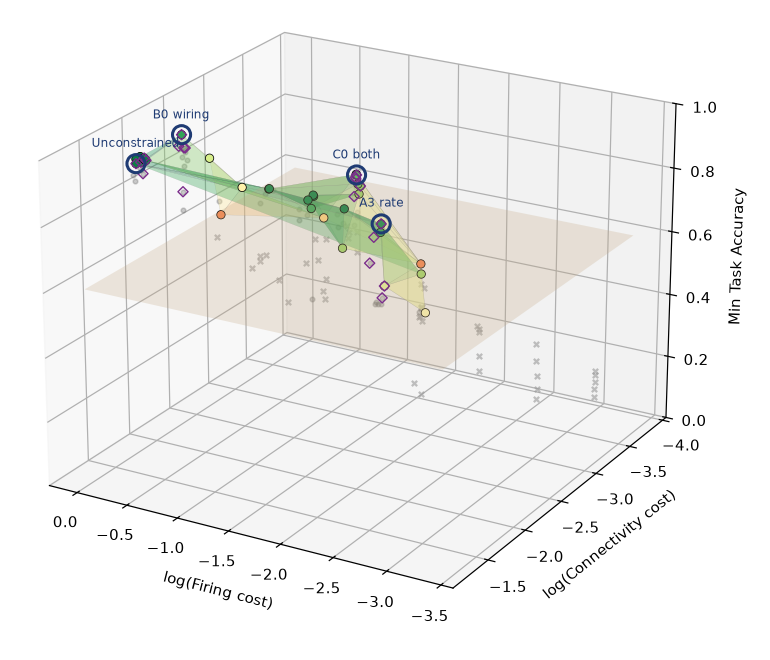 B0 wiring
Unconstrained
C0 both
A3 rate
1.0
0.8
0.6
0.4
0.2
0.0
Min Task Accuracy
−4.0
−3.5
−3.0
−2.5
−2.0
−1.5
log(Connectivity cost)
0.0
−0.5
−1.0
−1.5
−2.0
−2.5
−3.0
−3.5
log(Firing cost)